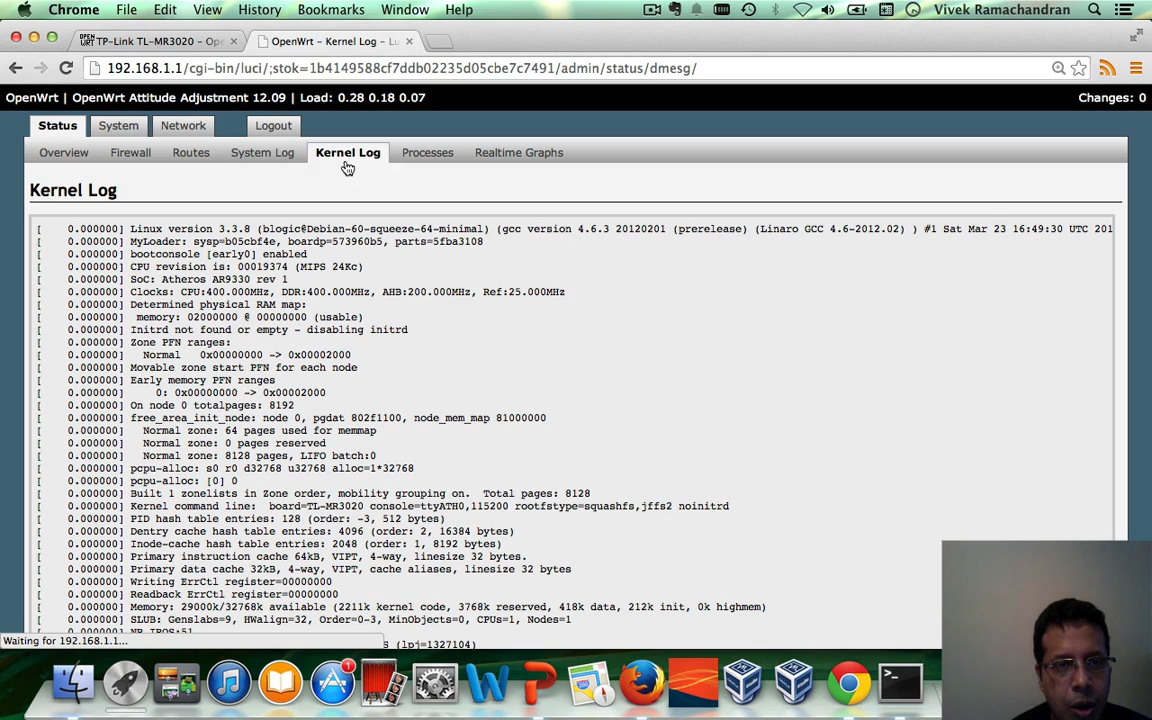 Chrome File Edit View History Bookmarks Window Help Vivek Ramachandran
TP-Link TL-MR3020 - Ope
OpenWrt - Kernel Log - Lu
192.168.1.1/cgi-bin/luci/;stok=1b4149588cf7ddb02235d05cbe7c7491/admin/status/dmesg/
OpenWrt | OpenWrt Attitude Adjustment 12.09 | Load: 0.28 0.18 0.07 Changes: 0
Status System Network Logout
Overview Firewall Routes System Log Kernel Log Processes Realtime Graphs
Kernel Log
[ 0.000000] Linux version 3.3.8 (blogic@Debian-60-squeeze-64-minimal) (gcc version 4.6.3 20120201 (prerelease) (Linaro GCC 4.6-2012.02) ) #1 Sat Mar 23 16:49:30 UTC 201
[ 0.000000] MyLoader: sysp=b05cbf4e, boardp=573960b5, parts=5fba3108
[ 0.000000] bootconsole [early0] enabled
[ 0.000000] CPU revision is: 00019374 (MIPS 24Kc)
[ 0.000000] SoC: Atheros AR9330 rev 1
[ 0.000000] Clocks: CPU:400.000MHz, DDR:400.000MHz, AHB:200.000MHz, Ref:25.000MHz
[ 0.000000] Determined physical RAM map:
[ 0.000000] memory: 02000000 @ 00000000 (usable)
[ 0.000000] Initrd not found or empty - disabling initrd
[ 0.000000] Zone PFN ranges:
[ 0.000000] Normal 0x00000000 -> 0x00002000
[ 0.000000] Movable zone start PFN for each node
[ 0.000000] Early memory PFN ranges
[ 0.000000] 0: 0x00000000 -> 0x00002000
[ 0.000000] On node 0 totalpages: 8192
[ 0.000000] free_area_init_node: node 0, pgdat 802f1100, node_mem_map 81000000
[ 0.000000] Normal zone: 64 pages used for memmap
[ 0.000000] Normal zone: 0 pages reserved
[ 0.000000] Normal zone: 8128 pages, LIFO batch:0
[ 0.000000] pcpu-alloc: s0 r0 d32768 u32768 alloc=1*32768
[ 0.000000] pcpu-alloc: [0] 0
[ 0.000000] Built 1 zonelists in Zone order, mobility grouping on. Total pages: 8128
[ 0.000000] Kernel command line: board=TL-MR3020 console=ttyATH0,115200 rootfstype=squashfs,jffs2 noinitrd
[ 0.000000] PID hash table entries: 128 (order: -3, 512 bytes)
[ 0.000000] Dentry cache hash table entries: 4096 (order: 2, 16384 bytes)
[ 0.000000] Inode-cache hash table entries: 2048 (order: 1, 8192 bytes)
[ 0.000000] Primary instruction cache 64kB, VIPT, 4-way, linesize 32 bytes.
[ 0.000000] Primary data cache 32kB, 4-way, VIPT, cache aliases, linesize 32 bytes
[ 0.000000] Writing ErrCtl register=00000000
[ 0.000000] Readback ErrCtl register=00000000
[ 0.000000] Memory: 29000k/32768k available (2211k kernel code, 3768k reserved, 418k data, 212k init, 0k highmem)
[ 0.000000] SLUB: Genslabs=9, HWalign=32, Order=0-3, MinObjects=0, CPUs=1, Nodes=1
[ 0.000000] NR_IRQS:51
Waiting for 192.168.1.1...
S (lpj=1327104)
1